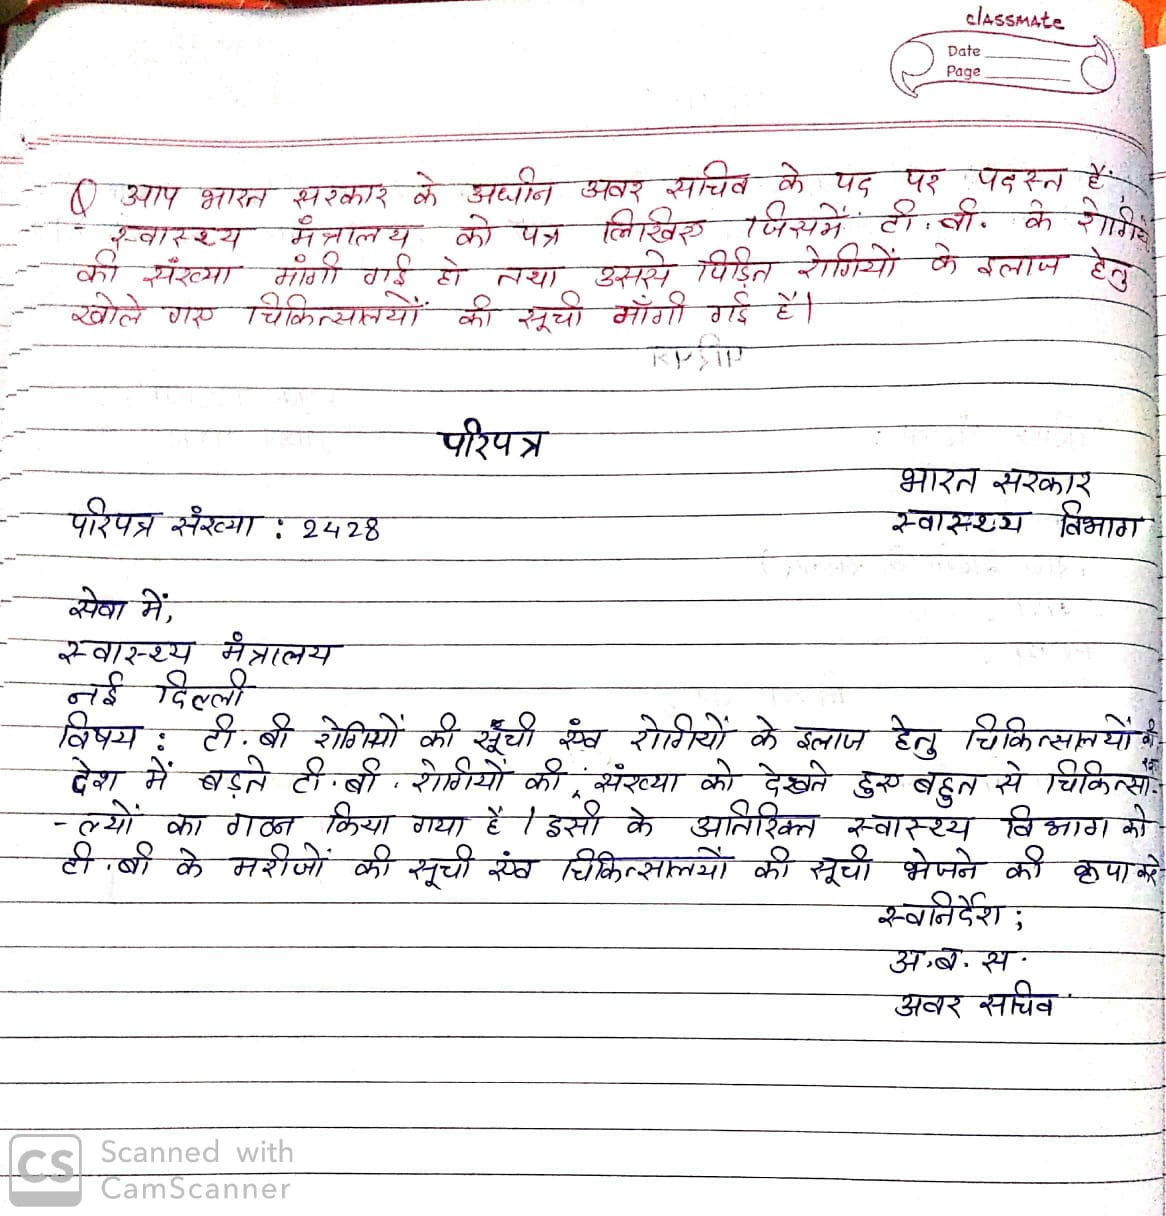 classmate
Date
Page
Q आप भारत सरकार के अधीन अवर सचिव के पद पर पदस्त हैं,
स्वास्थ्य मंत्रालय को पत्र लिखिए जिसमें टी.बी. के रोगियों
की संख्या मांगी गई हो तथा उससे पिड़ित रोगियों के इलाज हेतु
खोले गए चिकित्सालयों की सूची माँगी गई है।
परिपत्र
भारत सरकार
परिपत्र संख्या : 2428
स्वास्थ्य विभाग
सेवा में,
स्वास्थ्य मंत्रालय
नई दिल्ली
विषय : टी.बी रोगियों की सूची एंव रोगियों के इलाज हेतु चिकित्सालयों की
देश में बड़ते टी.बी. रोगियों की संख्या को देखते हुए बहुत से चिकित्सा-
-लयों का गठन किया गया है। इसी के अतिरिक्त स्वास्थ्य विभाग को
टी.बी के मरीजों की सूची एंव चिकित्सालयों की सूची भेजने की कृपा करे
स्वनिर्देश;
अ.ब.स.
अवर सचिव
CS Scanned with
CamScanner